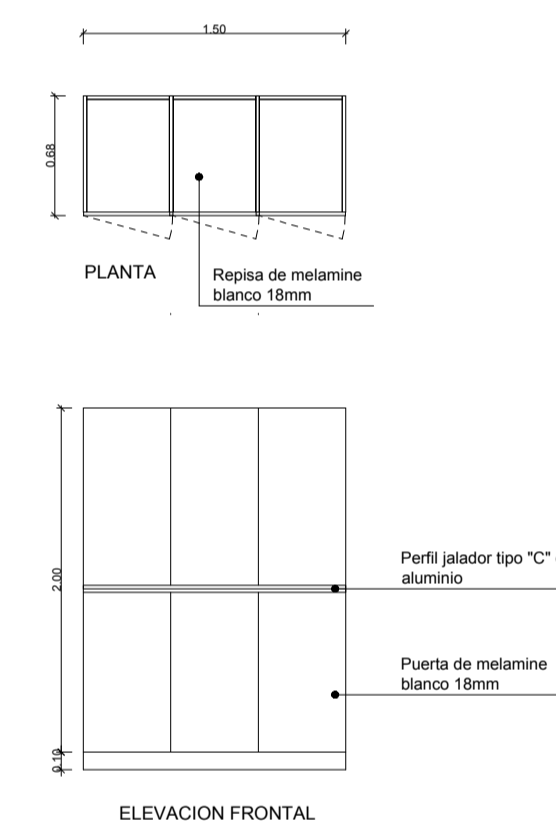 1.50
0.68
PLANTA
Repisa de melamine
blanco 18mm
2.00
Perfil jalador tipo "C"
aluminio
Puerta de melamine
blanco 18mm
0.10
ELEVACION FRONTAL